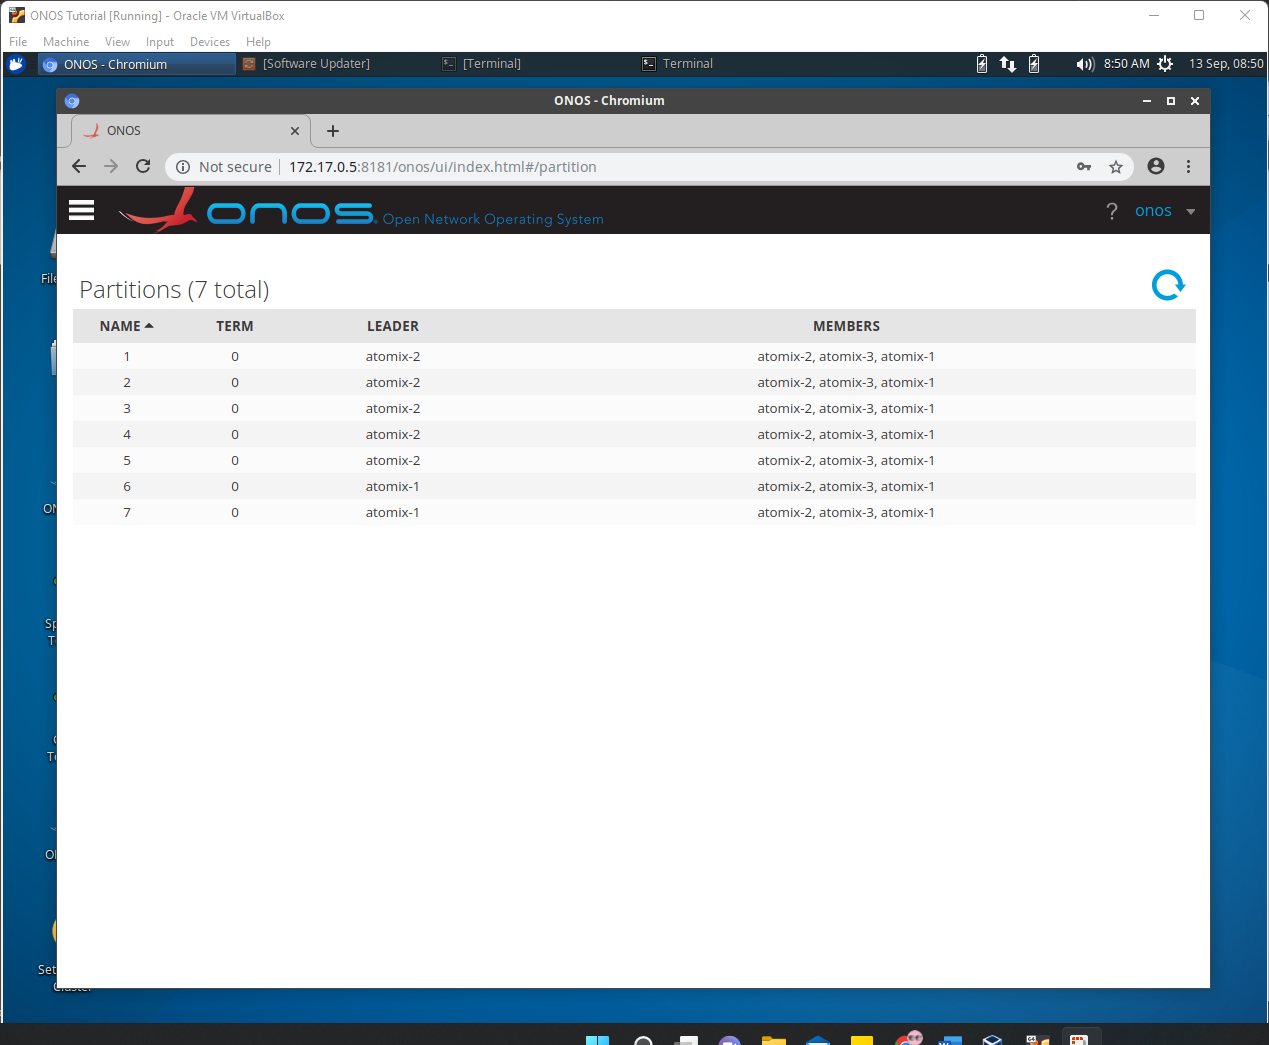 ONOS Tutorial [Running] - Oracle VM VirtualBox
File Machine View Input Devices Help
ONOS - Chromium [Software Updater] [Terminal] Terminal 8:50 AM 13 Sep, 08:50
ONOS - Chromium
ONOS
Not secure 172.17.0.5:8181/onos/ui/index.html#/partition
onos Open Network Operating System ? onos
Partitions (7 total)
NAME TERM LEADER MEMBERS
1 0 atomix-2 atomix-2, atomix-3, atomix-1
2 0 atomix-2 atomix-2, atomix-3, atomix-1
3 0 atomix-2 atomix-2, atomix-3, atomix-1
4 0 atomix-2 atomix-2, atomix-3, atomix-1
5 0 atomix-2 atomix-2, atomix-3, atomix-1
6 0 atomix-1 atomix-2, atomix-3, atomix-1
7 0 atomix-1 atomix-2, atomix-3, atomix-1
File
Set
Cluster